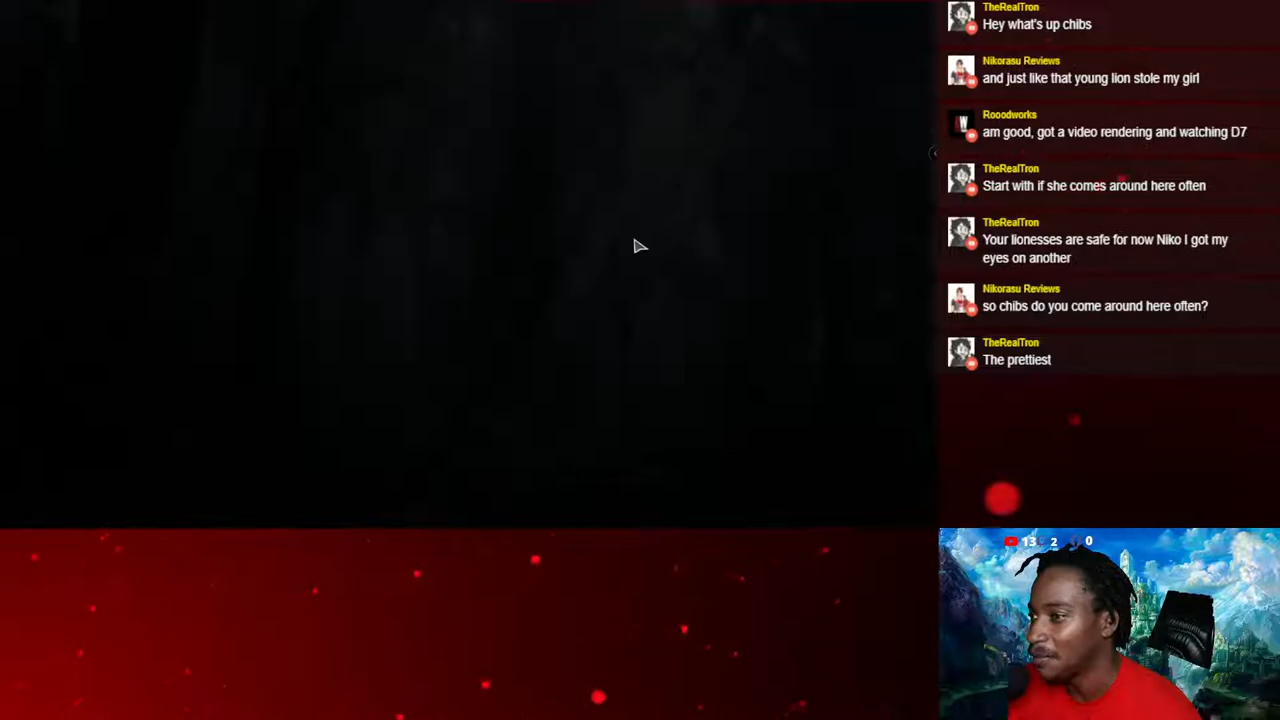 TheRealTron
Hey what's up chibs
Nikorasu Reviews
and just like that young lion stole my girl
Rooodworks
am good, got a video rendering and watching D7
TheRealTron
Start with if she comes around here often
TheRealTron
Your lionesses are safe for now Niko I got my
eyes on another
Nikorasu Reviews
so chibs do you come around here often?
TheRealTron
The prettiest
13 2 0